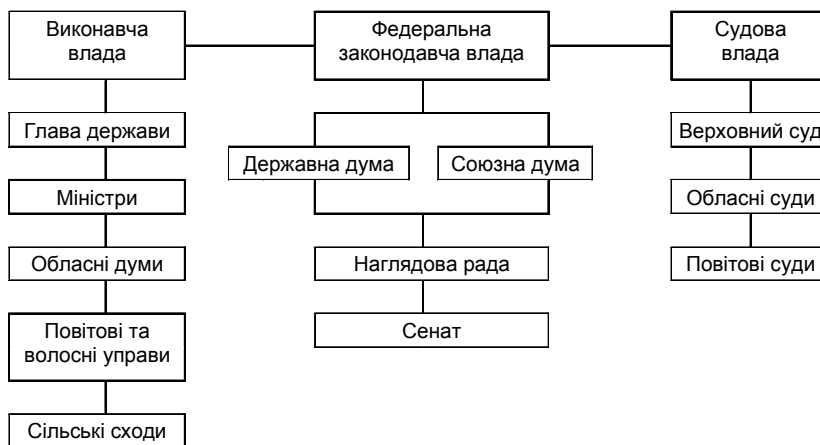 Виконавча
влада
Федеральна
законодавча влада
Судова
влада
Глава держави
Верховний суд
Державна дума
Союзна дума
Міністри
Обласні суди
Обласні думи
Наглядова рада
Повітові суди
Повітові та
волосні управи
Сенат
Сільські сходи